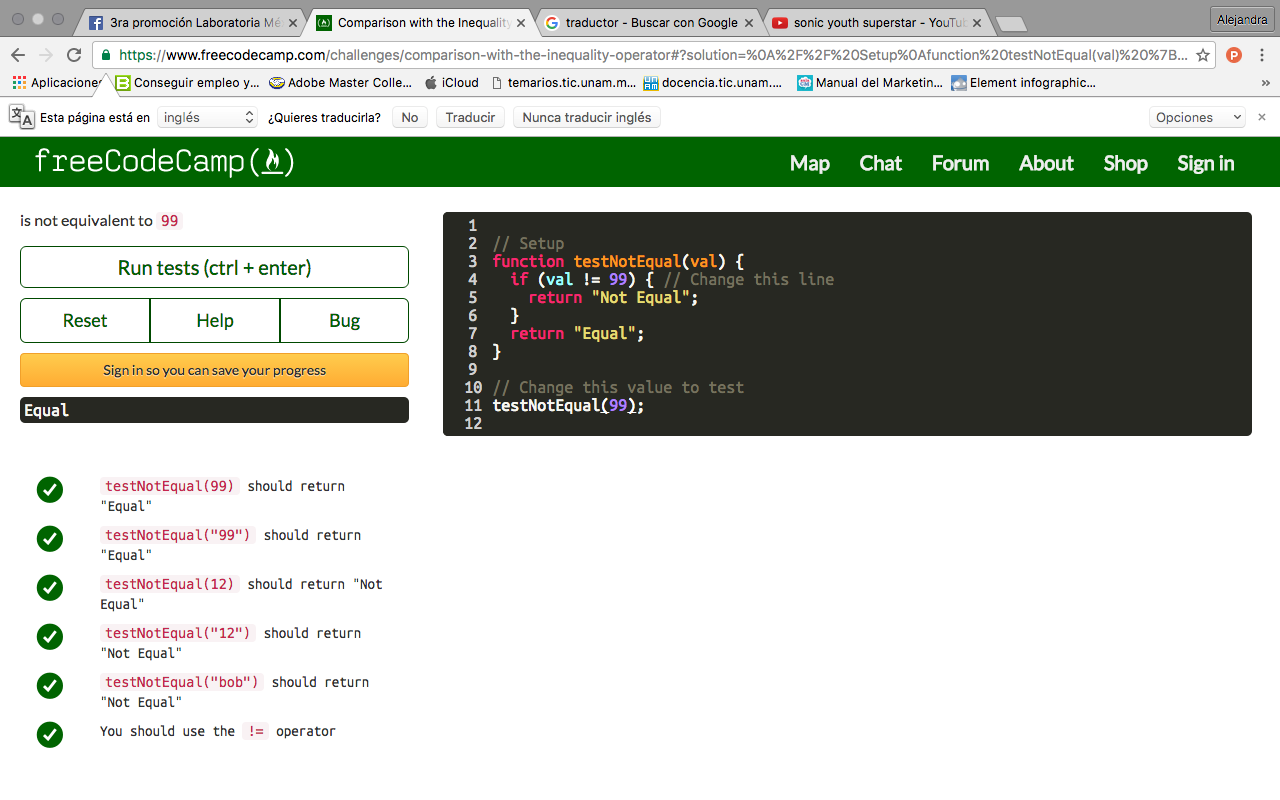 3ra promoción Laboratoria Mé
Comparison with the Inequality
traductor - Buscar con Google
sonic youth superstar - YouTub
Alejandra
https://www.freecodecamp.com/challenges/comparison-with-the-inequality-operator#?solution=%0A%2F%2F%20Setup%0Afunction%20testNotEqual(val)%20%7B...
Aplicaciones
Conseguir empleo y...
Adobe Master Colle...
iCloud
temarios.tic.unam.m...
docencia.tic.unam....
Manual del Marketin...
Element infographic...
»
Esta página está en
inglés
¿Quieres traducirla?
No
Traducir
Nunca traducir inglés
Opciones
freeCodeCamp
Map
Chat
Forum
About
Shop
Sign in
is not equivalent to 99
Run tests (ctrl + enter)
Reset
Help
Bug
Sign in so you can save your progress
Equal
1
2 // Setup
3 function testNotEqual(val) {
4 if (val != 99) { // Change this line
5 return "Not Equal";
6 }
7 return "Equal";
8 }
9
10 // Change this value to test
11 testNotEqual(99);
12
testNotEqual(99) should return
"Equal"
testNotEqual("99") should return
"Equal"
testNotEqual(12) should return "Not
Equal"
testNotEqual("12") should return
"Not Equal"
testNotEqual("bob") should return
"Not Equal"
You should use the != operator